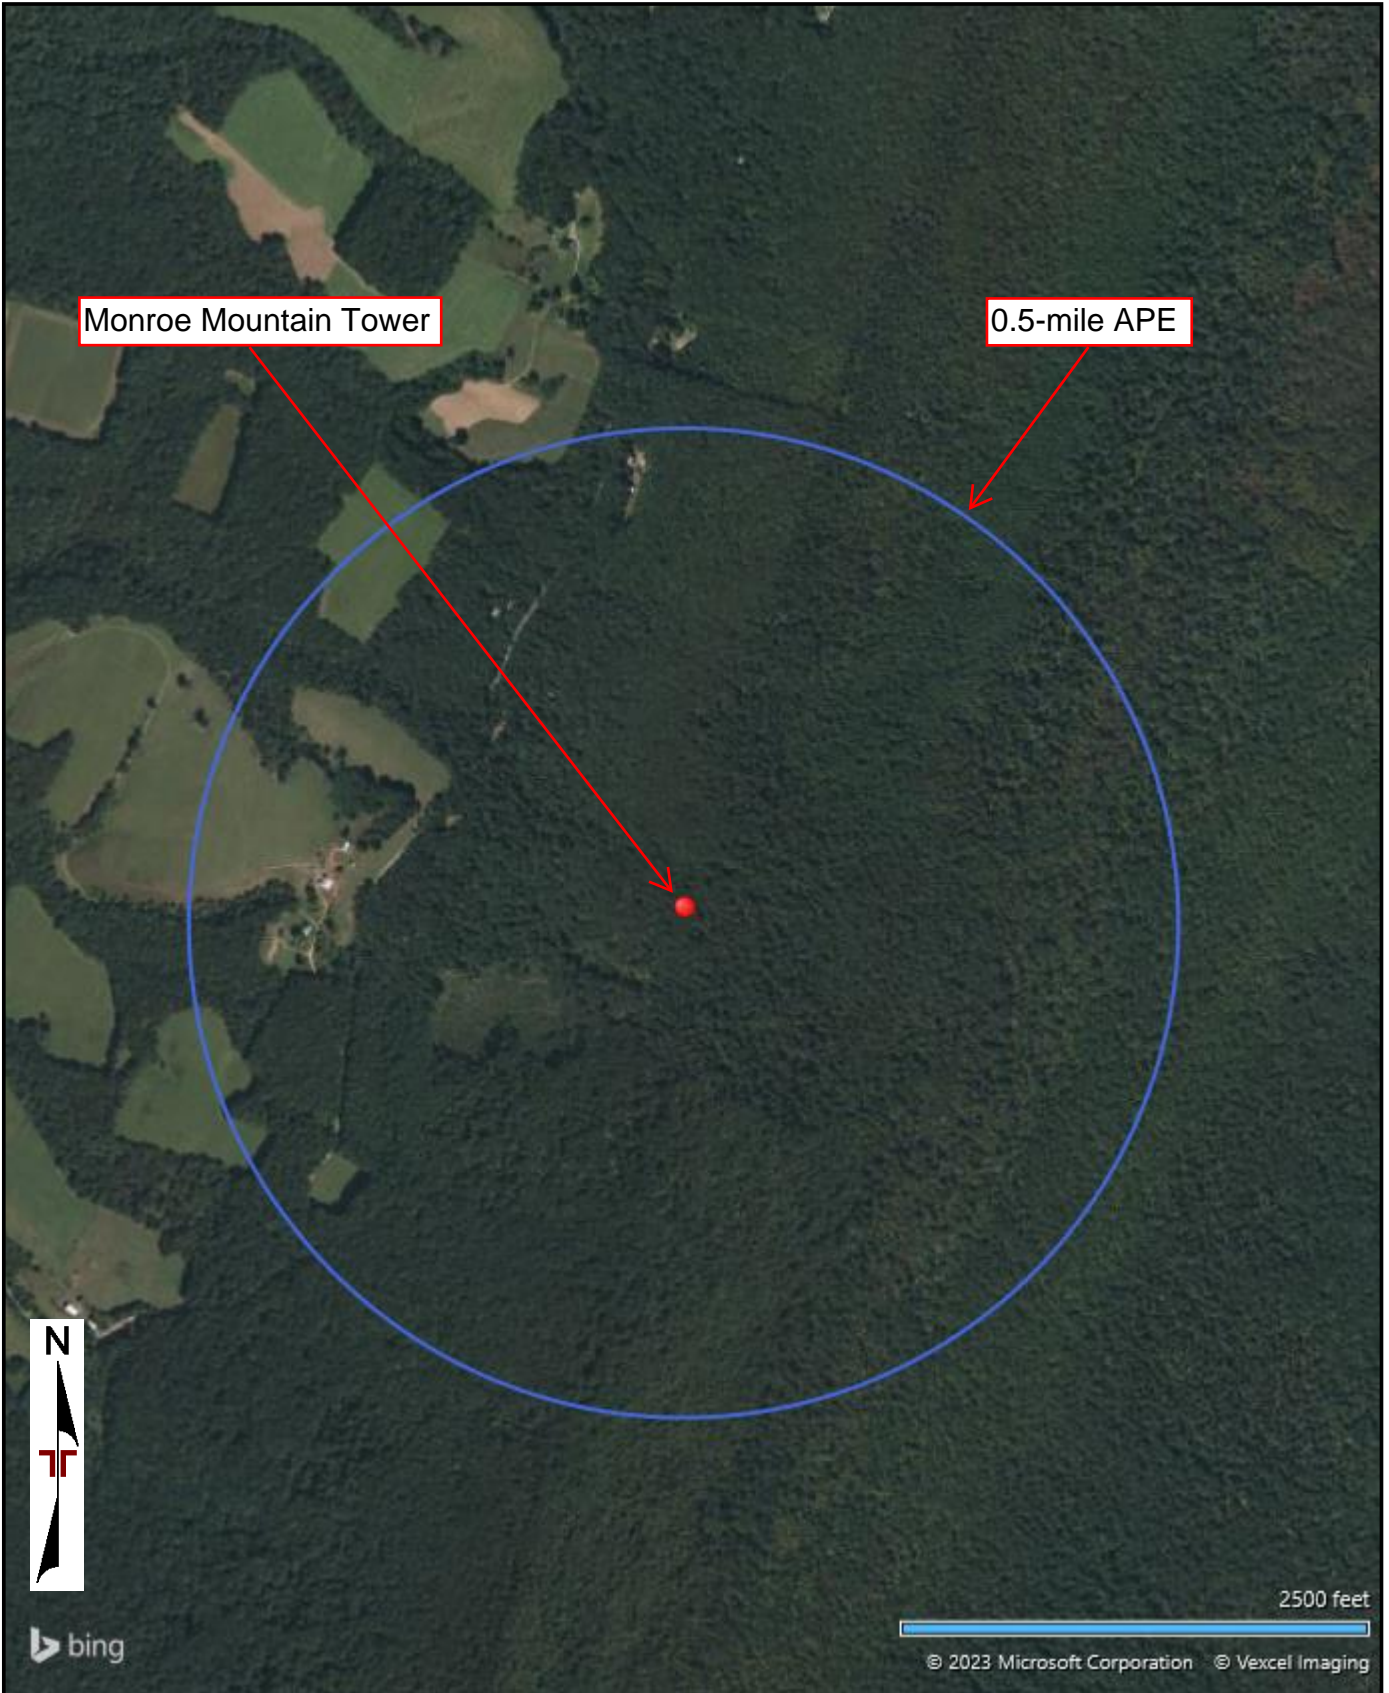 Monroe Mountain Tower
0.5-mile APE
N
2500 feet
bing
© 2023 Microsoft Corporation © Vexcel Imaging